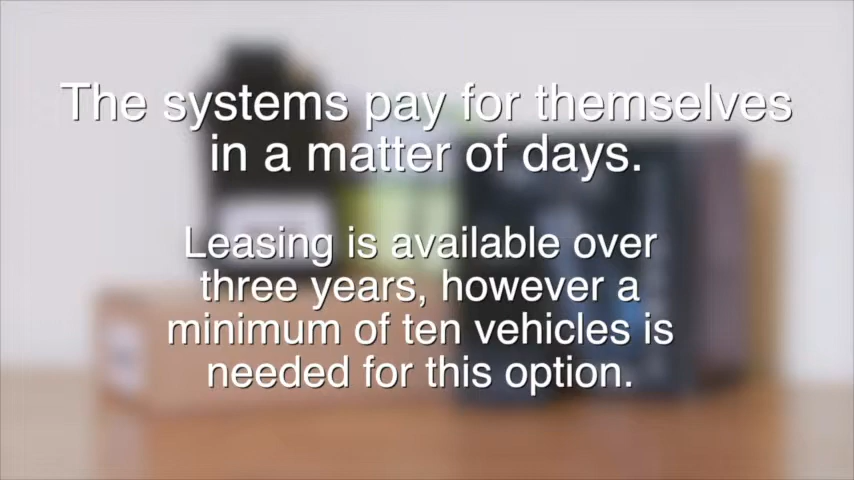 The systems pay for themselves
in a matter of days.
Leasing is available over
three years, however a
minimum of ten vehicles is
needed for this option.